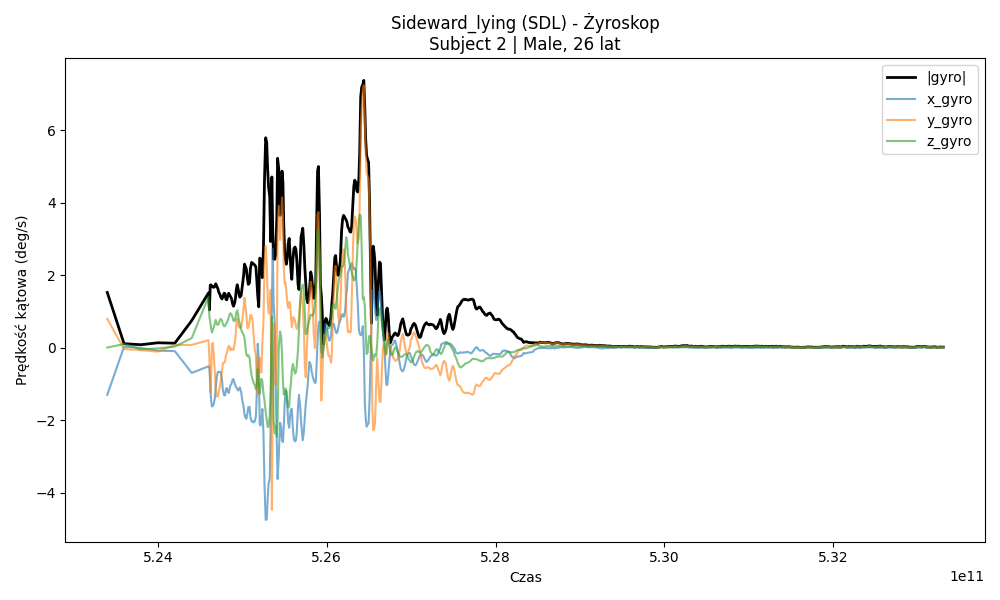 Sideward_lying (SDL) - Żyroskop
Subject 2 | Male, 26 lat
|gyro|
x_gyro
y_gyro
z_gyro
Prędkość kątowa (deg/s)
6
4
2
0
−2
−4
5.24
5.26
5.28
5.30
5.32
1e11
Czas